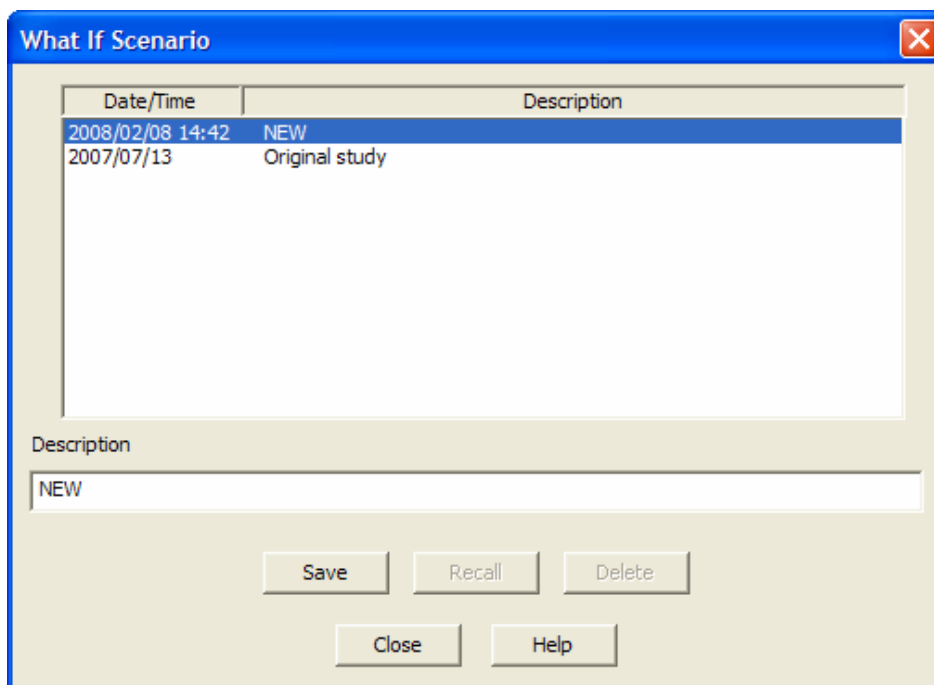 What If Scenario
Date/Time Description
2008/02/08 14:42 NEW
2007/07/13 Original study
Description
NEW
Save Recall Delete
Close Help